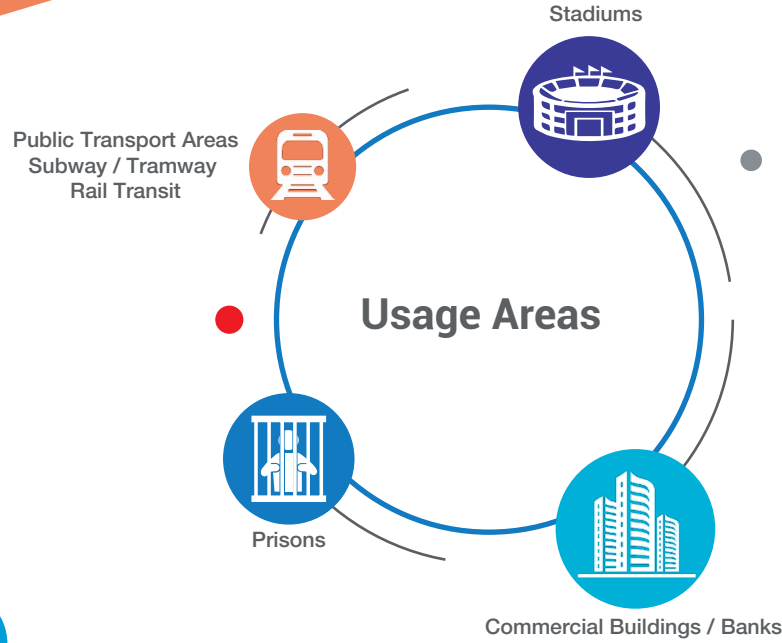 Stadiums
Public Transport Areas
Subway / Tramway
Rail Transit
Usage Areas
Prisons
Commercial Buildings / Banks